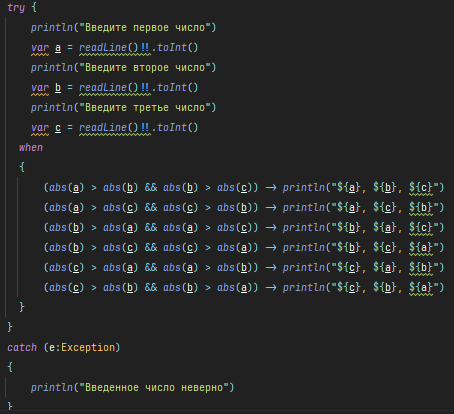 try {
println("Введите первое число")
var a = readLine()!!.toInt()
println("Введите второе число")
var b = readLine()!!.toInt()
println("Введите третье число")
var c = readLine()!!.toInt()
when
{
(abs(a) > abs(b) && abs(b) > abs(c)) -> println("${a}, ${b}, ${c}")
(abs(a) > abs(c) && abs(c) > abs(b)) -> println("${a}, ${c}, ${b}")
(abs(b) > abs(a) && abs(a) > abs(c)) -> println("${b}, ${a}, ${c}")
(abs(b) > abs(c) && abs(c) > abs(a)) -> println("${b}, ${c}, ${a}")
(abs(c) > abs(a) && abs(a) > abs(b)) -> println("${c}, ${a}, ${b}")
(abs(c) > abs(b) && abs(b) > abs(a)) -> println("${c}, ${b}, ${a}")
}
}
catch (e:Exception)
{
println("Введенное число неверно")
}